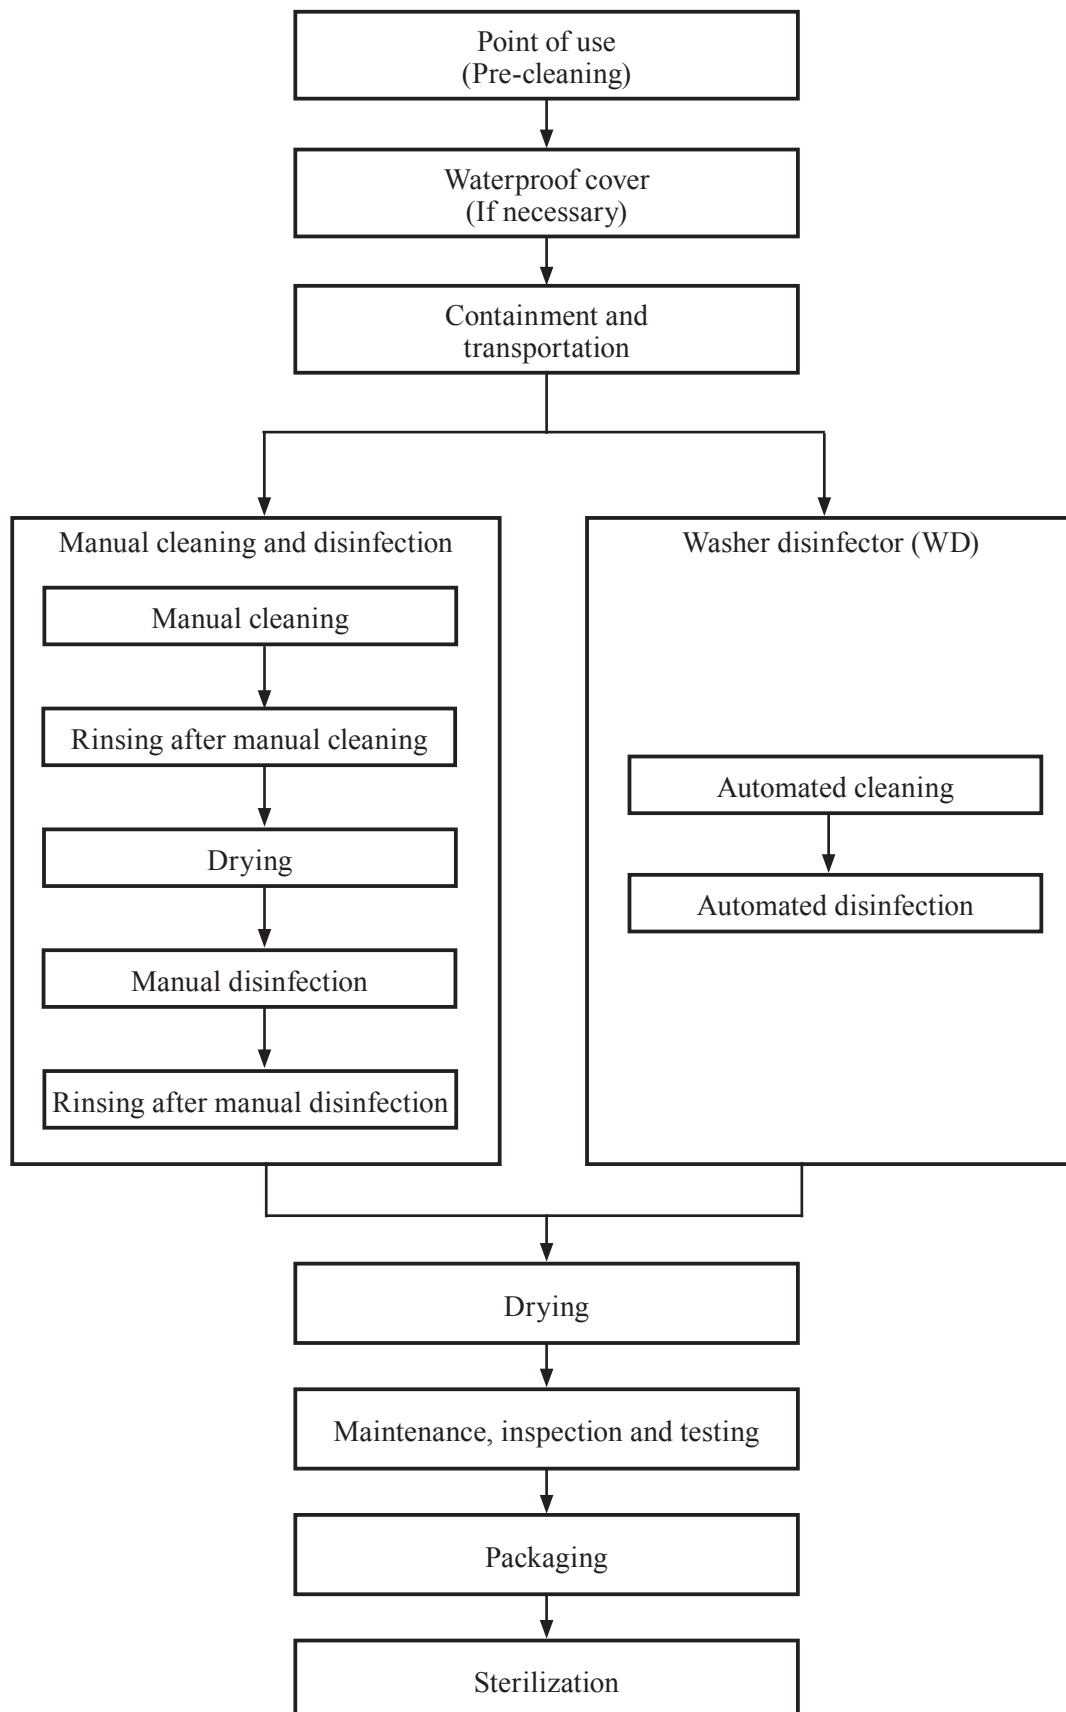 Point of use
(Pre-cleaning)
Waterproof cover
(If necessary)
Containment and
transportation
Manual cleaning and disinfection
Manual cleaning
Rinsing after manual cleaning
Drying
Manual disinfection
Rinsing after manual disinfection
Washer disinfector (WD)
Automated cleaning
Automated disinfection
Drying
Maintenance, inspection and testing
Packaging
Sterilization